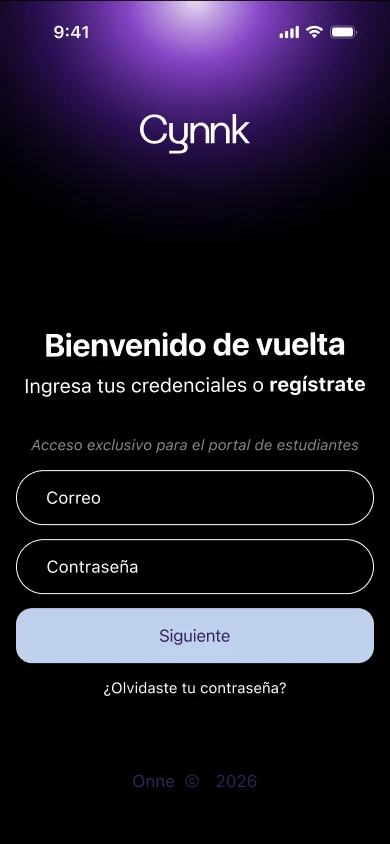 9:41
Cynnk
Bienvenido de vuelta
Ingresa tus credenciales o regístrate
Acceso exclusivo para el portal de estudiantes
Correo
Contraseña
Siguiente
¿Olvidaste tu contraseña?
Onne © 2026